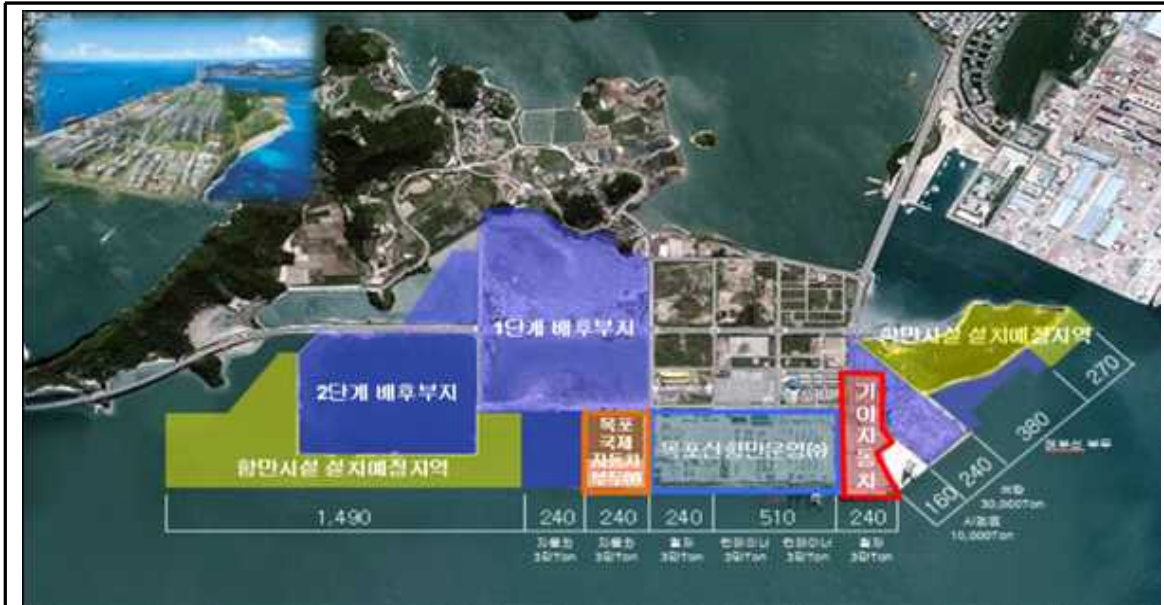 1단계 배후부지
항만시설 설치예정지역
2단계 배후부지
기아자동차
목포
국제
자동차
부두㈜
목포신항만운영㈜
항만시설 설치예정지역
270
380
240
160
30,000Ton
10,000Ton
1,490
240
240
240
510
240
자동차
3만Ton
자동차
3만Ton
철재
3만Ton
컨테이너
3만Ton
컨테이너
3만Ton
철재
3만Ton